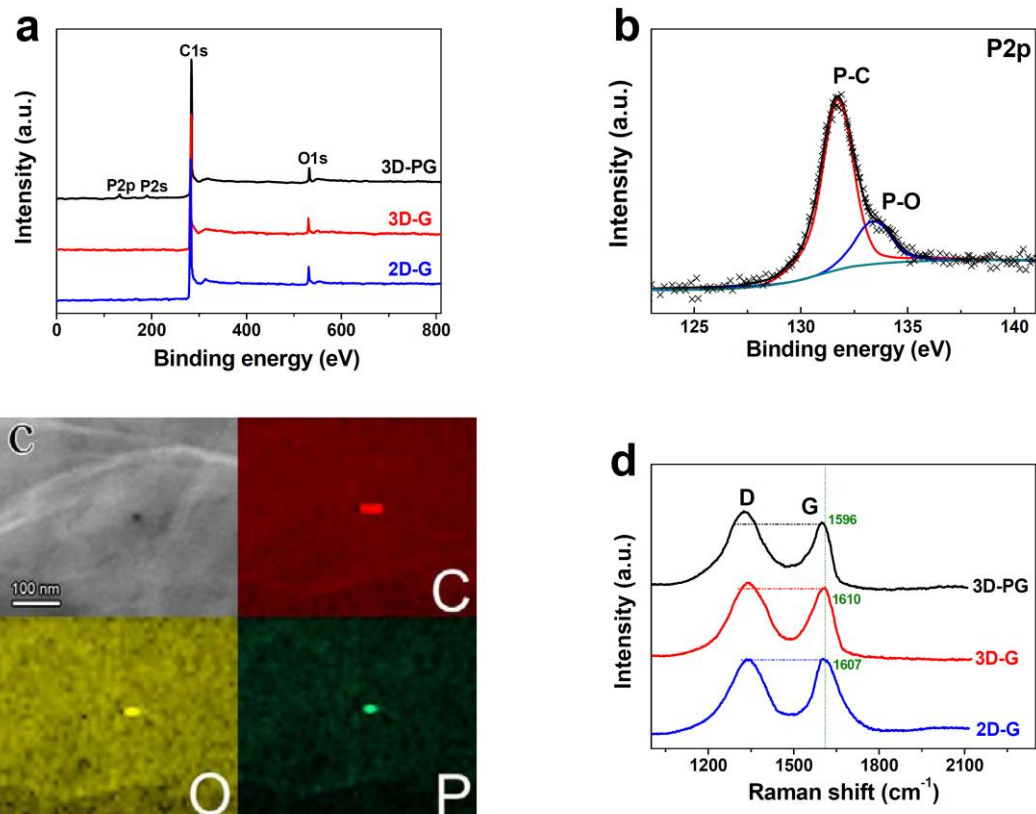 a
Intensity (a.u.)
C1s
P2p P2s
O1s
3D-PG
3D-G
2D-G
0 200 400 600 800
Binding energy (eV)
b
Intensity (a.u.)
P2p
P-C
P-O
125 130 135 140
Binding energy (eV)
C
100 nm
C
O
P
d
Intensity (a.u.)
D G
1596
3D-PG
1610
3D-G
1607
2D-G
1200 1500 1800 2100
Raman shift (cm⁻¹)